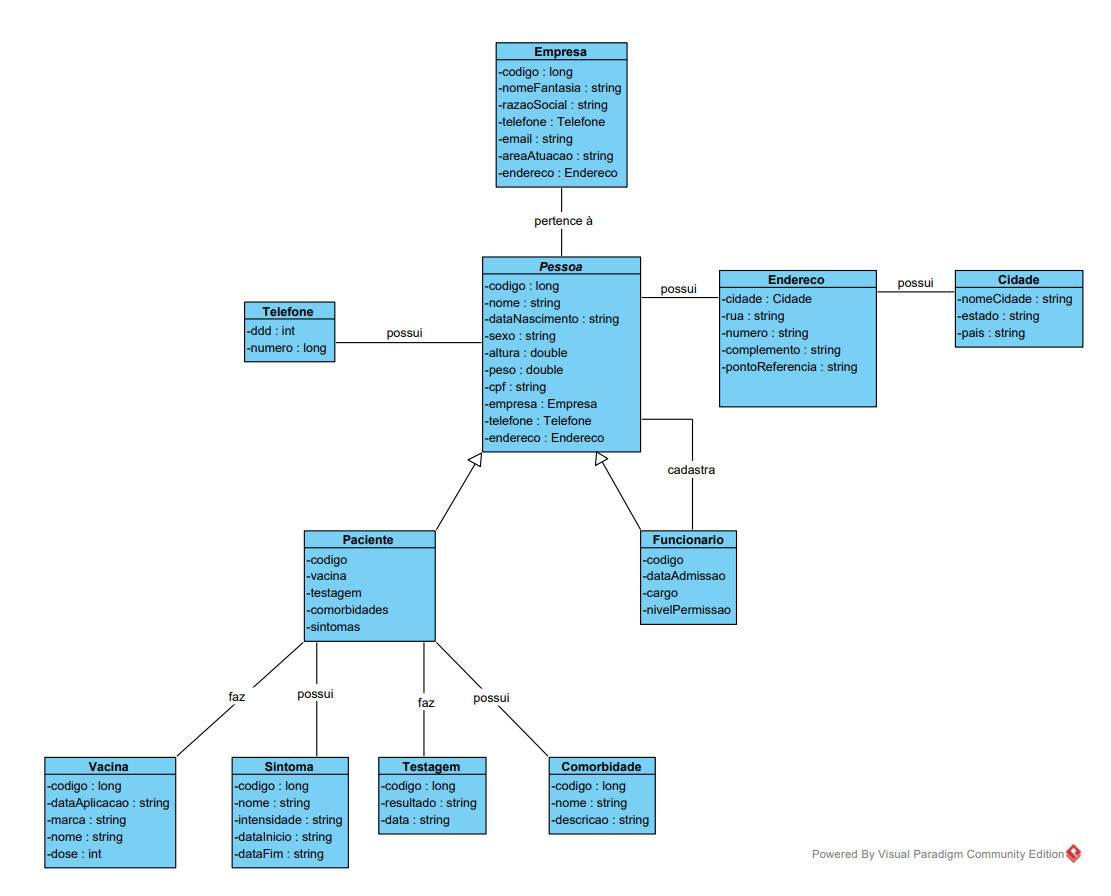 Empresa
-codigo : long
-nomeFantasia : string
-razaoSocial : string
-telefone : Telefone
-email : string
-areaAtuacao : string
-endereco : Endereco
pertence à
Pessoa
-codigo : long
-nome : string
-dataNascimento : string
-sexo : string
-altura : double
-peso : double
-cpf : string
-empresa : Empresa
-telefone : Telefone
-endereco : Endereco
possui
Telefone
-ddd : int
-numero : long
possui
Endereco
-cidade : Cidade
-rua : string
-numero : string
-complemento : string
-pontoReferencia : string
possui
Cidade
-nomeCidade : string
-estado : string
-pais : string
cadastra
Paciente
-codigo
-vacina
-testagem
-comorbidades
-sintomas
Funcionario
-codigo
-dataAdmissao
-cargo
-nivelPermissao
faz
possui
faz
possui
Vacina
-codigo : long
-dataAplicacao : string
-marca : string
-nome : string
-dose : int
Sintoma
-codigo : long
-nome : string
-intensidade : string
-dataInicio : string
-dataFim : string
Testagem
-codigo : long
-resultado : string
-data : string
Comorbidade
-codigo : long
-nome : string
-descricao : string
Powered By Visual Paradigm Community Edition